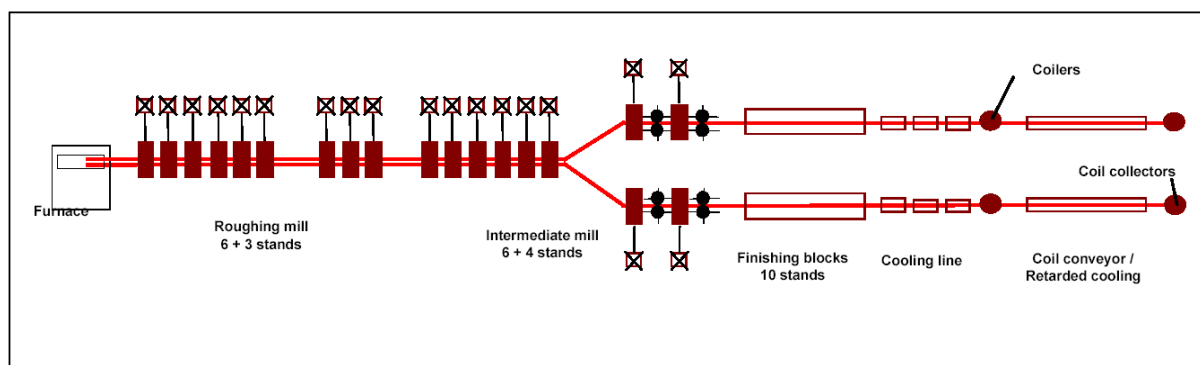 Coilers
Coil collectors
Furnace
Roughing mill
6 + 3 stands
Intermediate mill
6 + 4 stands
Finishing blocks
10 stands
Cooling line
Coil conveyor /
Retarded cooling